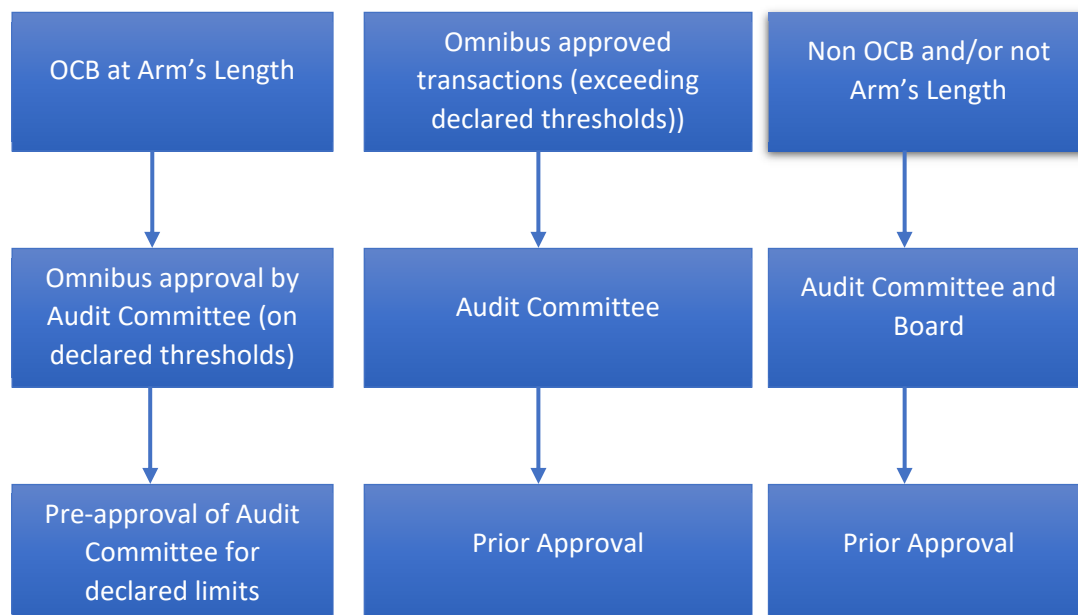 OCB at Arm’s Length
Omnibus approved
transactions (exceeding
declared thresholds))
Non OCB and/or not
Arm’s Length
Omnibus approval by
Audit Committee (on
declared thresholds)
Audit Committee
Audit Committee and
Board
Pre-approval of Audit
Committee for
declared limits
Prior Approval
Prior Approval